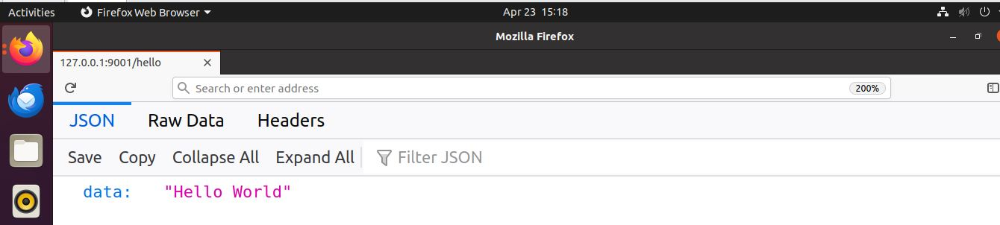 Activities Firefox Web Browser Apr 23 15:18
Mozilla Firefox
127.0.0.1:9001/hello
Search or enter address 200%
JSON Raw Data Headers
Save Copy Collapse All Expand All Filter JSON
data: "Hello World"